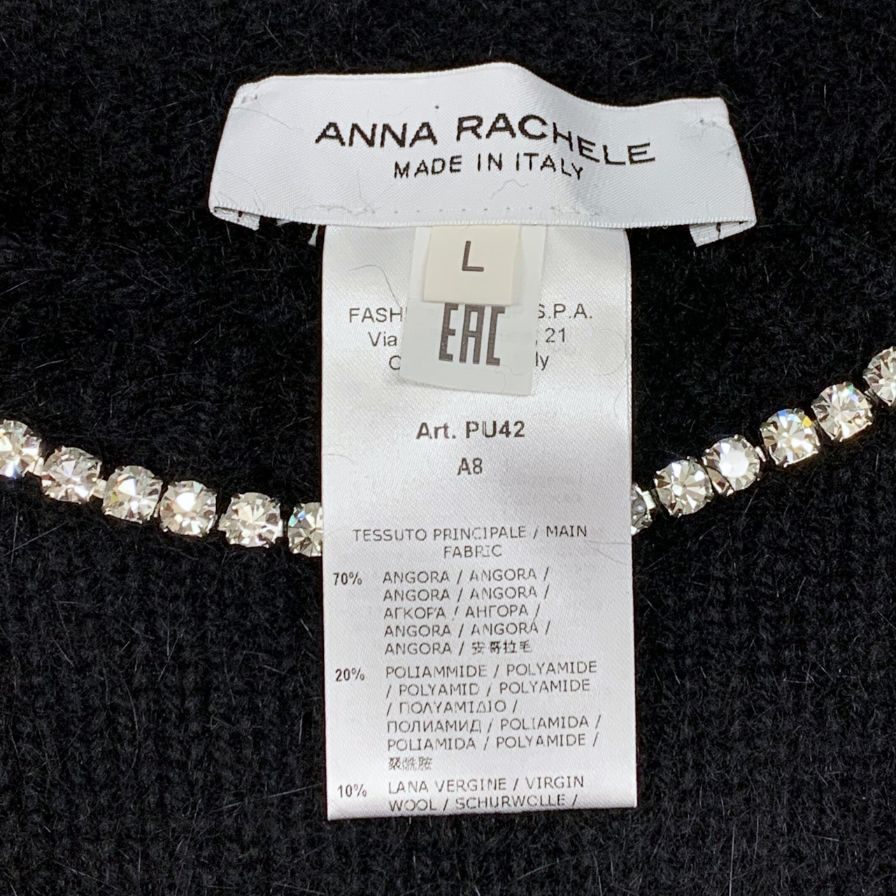 ANNA RACHELE
MADE IN ITALY
L
EAC
S.P.A.
Via 21
Art. PU42
A8
TESSUTO PRINCIPALE / MAIN
FABRIC
70% ANGORA / ANGORA /
ANGORA / ANGORA /
ΑΓΚΟΡΑ / АНГОРА /
ANGORA / ANGORA /
ANGORA / 安哥拉毛
20% POLIAMMIDE / POLYAMIDE
/ POLYAMID / POLYAMIDE
/ ΠΟΛΥΑΜΙΔΙΟ /
ПОЛИАМИД / POLIAMIDA /
POLIAMIDA / POLYAMIDE /
聚酰胺
10% LANA VERGINE / VIRGIN
WOOL / SCHURWOLLE /